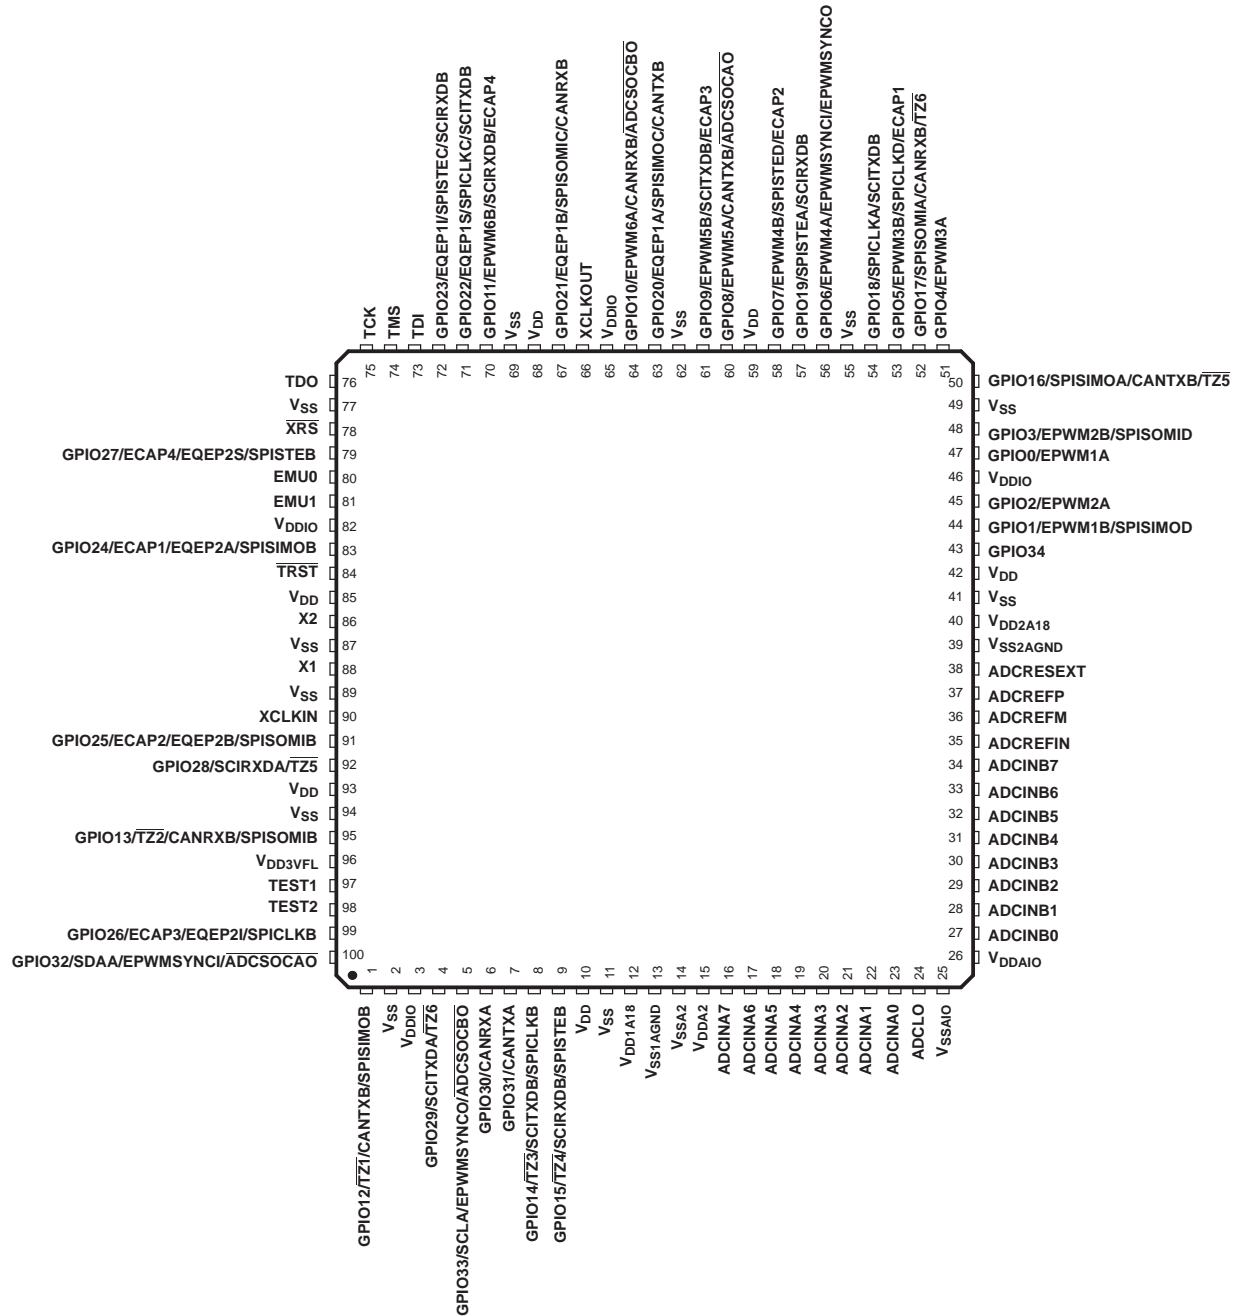 GPIO23/EQEP1I/SPISTEC/SCIRXDB
GPIO22/EQEP1S/SPICLKC/SCITXDB
GPIO11/EPWM6B/SCIRXDB/ECAP4
GPIO21/EQEP1B/SPISOMIC/CANRXB
GPIO10/EPWM6A/CANRXB/ADCSOCBO
GPIO20/EQEP1A/SPISIMOC/CANTXB
GPIO9/EPWM5B/SCITXDB/ECAP3
GPIO8/EPWM5A/CANTXB/ADCSOCAO
GPIO7/EPWM4B/SPISTED/ECAP2
GPIO19/SPISTEA/SCIRXDB
GPIO6/EPWM4A/EPWMSYNCI/EPWMSYNCO
GPIO18/SPICLKA/SCITXDB
GPIO5/EPWM3B/SPICLKD/ECAP1
GPIO17/SPISOMIA/CANRXB/TZ6
GPIO4/EPWM3A
TCK
TMS
TDI
VSS
VDD
XCLKOUT
VDDIO
VSS
VDD
VSS
75 74 73 72 71 70 69 68 67 66 65 64 63 62 61 60 59 58 57 56 55 54 53 52 51
TDO 76
VSS 77
XRS 78
GPIO27/ECAP4/EQEP2S/SPISTEB 79
EMU0 80
EMU1 81
VDDIO 82
GPIO24/ECAP1/EQEP2A/SPISIMOB 83
TRST 84
VDD 85
X2 86
VSS 87
X1 88
VSS 89
XCLKIN 90
GPIO25/ECAP2/EQEP2B/SPISOMIB 91
GPIO28/SCIRXDA/TZ5 92
VDD 93
VSS 94
GPIO13/TZ2/CANRXB/SPISOMIB 95
VDD3VFL 96
TEST1 97
TEST2 98
GPIO26/ECAP3/EQEP2I/SPICLKB 99
GPIO32/SDAA/EPWMSYNCI/ADCSOCAO 100
50 GPIO16/SPISIMOA/CANTXB/TZ5
49 VSS
48 GPIO3/EPWM2B/SPISOMID
47 GPIO0/EPWM1A
46 VDDIO
45 GPIO2/EPWM2A
44 GPIO1/EPWM1B/SPISIMOD
43 GPIO34
42 VDD
41 VSS
40 VDD2A18
39 VSS2AGND
38 ADCRESEXT
37 ADCREFP
36 ADCREFM
35 ADCREFIN
34 ADCINB7
33 ADCINB6
32 ADCINB5
31 ADCINB4
30 ADCINB3
29 ADCINB2
28 ADCINB1
27 ADCINB0
26 VDDAIO
1 2 3 4 5 6 7 8 9 10 11 12 13 14 15 16 17 18 19 20 21 22 23 24 25
GPIO12/TZ1/CANTXB/SPISIMOB
VSS
VDDIO
GPIO29/SCITXDA/TZ6
GPIO33/SCLA/EPWMSYNCO/ADCSOCBO
GPIO30/CANRXA
GPIO31/CANTXA
GPIO14/TZ3/SCITXDB/SPICLKB
GPIO15/TZ4/SCIRXDB/SPISTEB
VDD
VSS
VDD1A18
VSS1AGND
VSSA2
VDDA2
ADCINA7
ADCINA6
ADCINA5
ADCINA4
ADCINA3
ADCINA2
ADCINA1
ADCINA0
ADCLO
VSSAIO